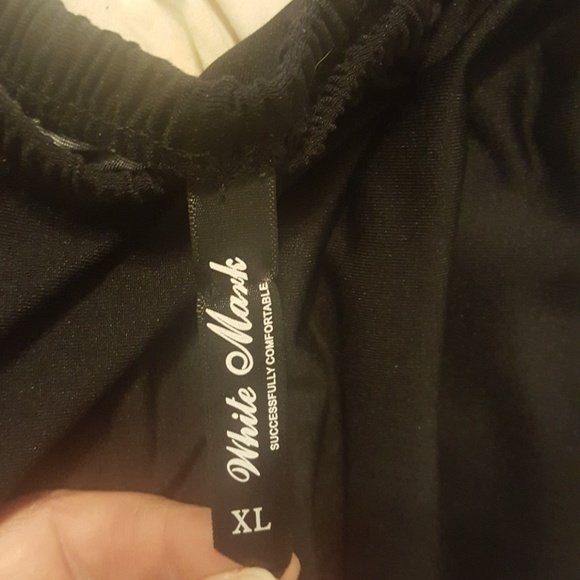 White Mark
SUCCESSFULLY COMFORTABLE
XL